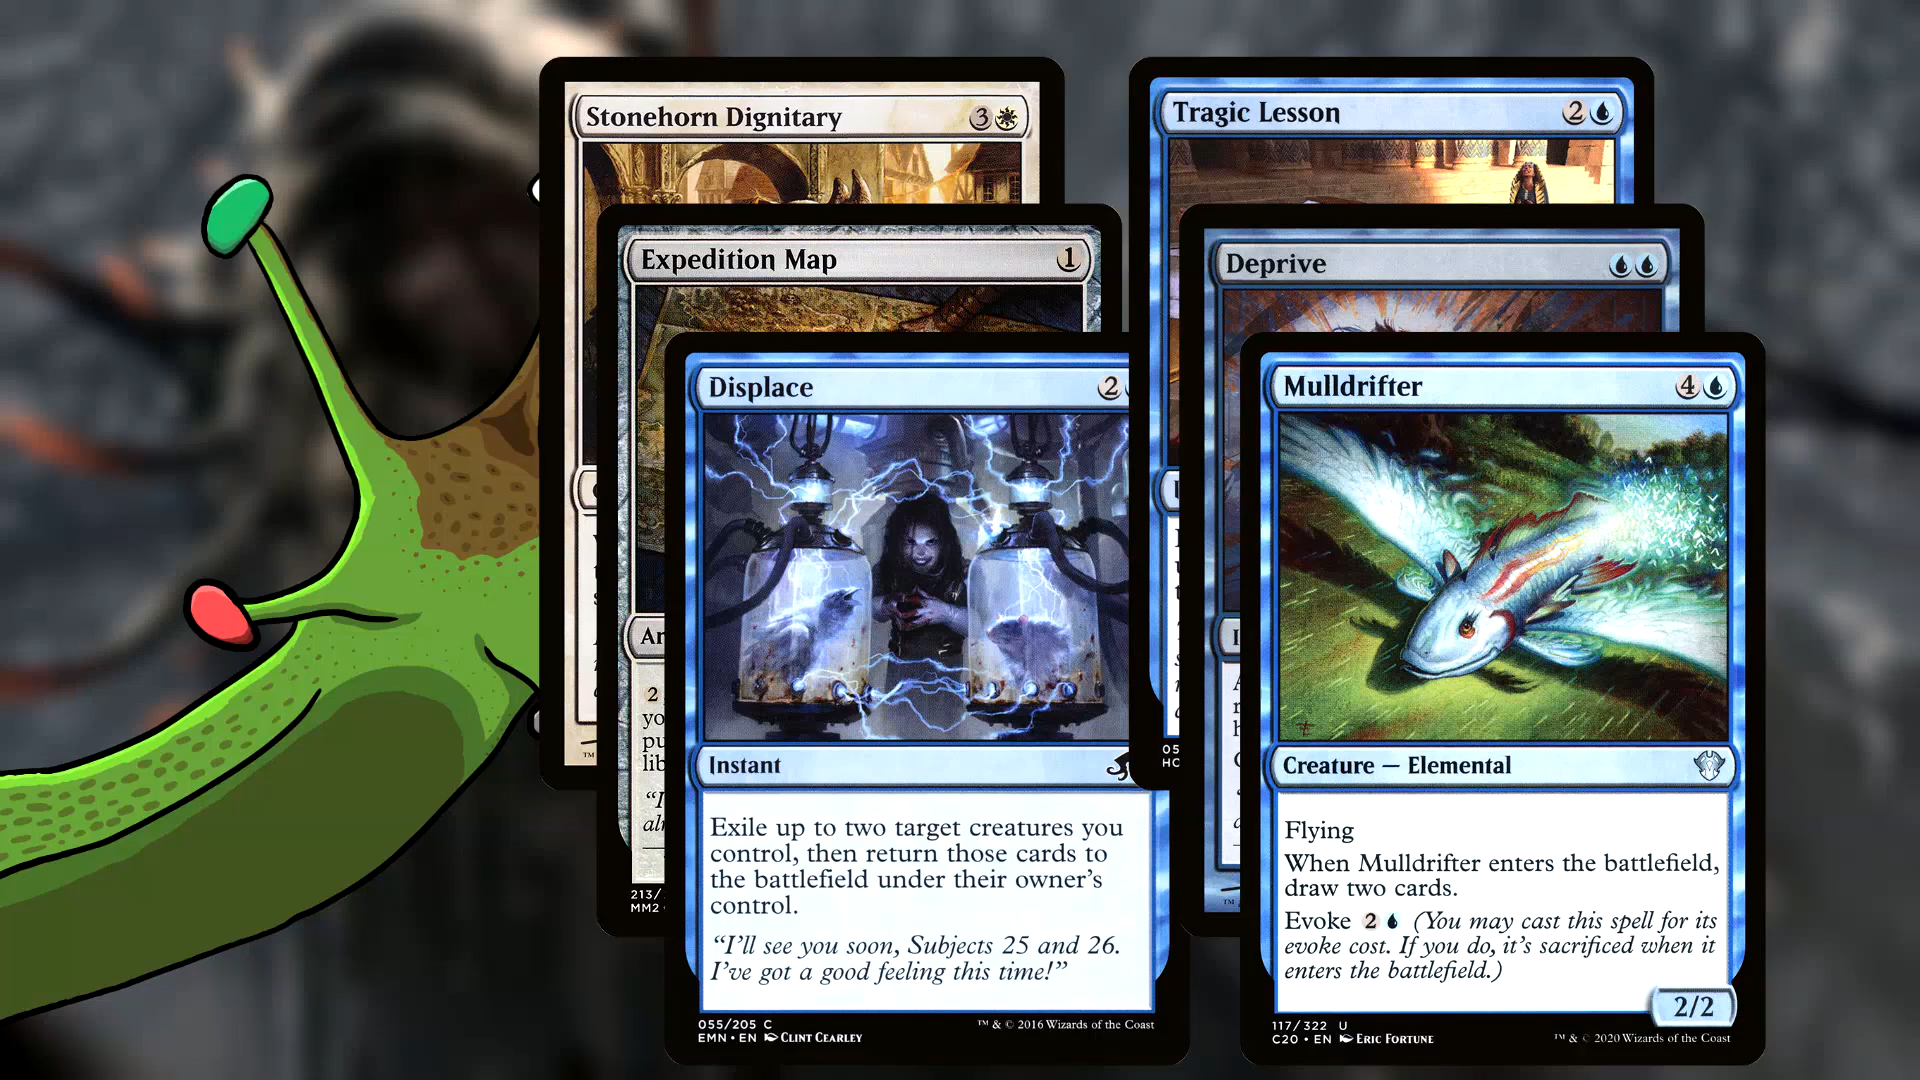 Stonehorn Dignitary 3
Expedition Map 1
Displace 2
Instant
Exile up to two target creatures you
control, then return those cards to
the battlefield under their owner's
control.
"I'll see you soon, Subjects 25 and 26.
I've got a good feeling this time!"
055/205 C
EMN • EN CLINT CEARLEY
™ & © 2016 Wizards of the Coast
2
yo
pu
lib
"I
213/
MM2
Tragic Lesson 2
Deprive
Mulldrifter 4
Creature — Elemental
Flying
When Mulldrifter enters the battlefield,
draw two cards.
Evoke 2 (You may cast this spell for its
evoke cost. If you do, it's sacrificed when it
enters the battlefield.)
2/2
117/322 U
C20 • EN ERIC FORTUNE
™ & © 2020 Wizards of the Coast